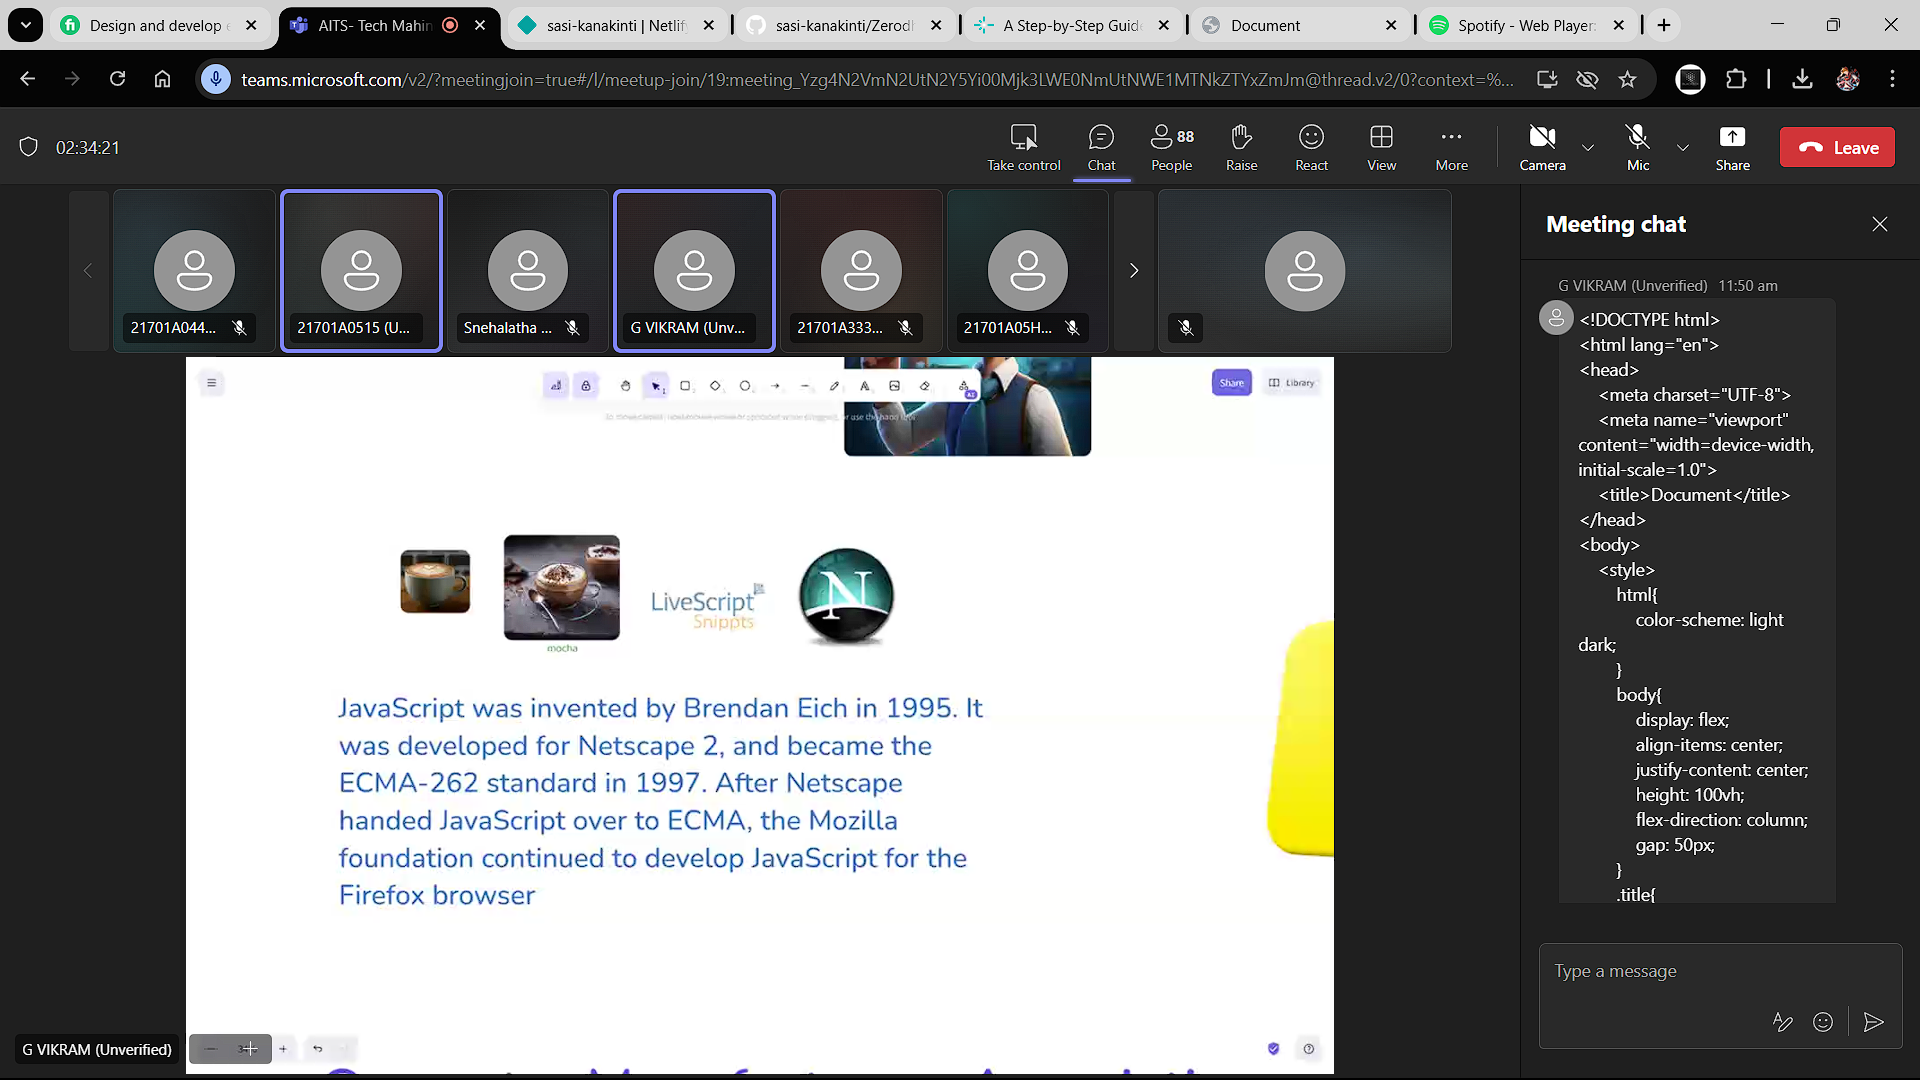 Design and develop e
AITS- Tech Mahin
sasi-kanakinti | Netlify
sasi-kanakinti/Zerodh
A Step-by-Step Guide
Document
Spotify - Web Player:
teams.microsoft.com/v2/?meetingjoin=true#/l/meetup-join/19:meeting_Yzg4N2VmN2UtN2Y5Yi00Mjk3LWE0NmUtNWE1MTNkZTYxZmJm@thread.v2/0?context=%...
02:34:21
Take control
Chat
88
People
Raise
React
View
More
Camera
Mic
Share
Leave
21701A044...
21701A0515 (U...
Snehalatha ...
G VIKRAM (Unv...
21701A333...
21701A05H...
Share
Library
LiveScript
Snippts
mocha
N
JavaScript was invented by Brendan Eich in 1995. It
was developed for Netscape 2, and became the
ECMA-262 standard in 1997. After Netscape
handed JavaScript over to ECMA, the Mozilla
foundation continued to develop JavaScript for the
Firefox browser
G VIKRAM (Unverified)
Meeting chat
G VIKRAM (Unverified) 11:50 am
<!DOCTYPE html>
<html lang="en">
<head>
<meta charset="UTF-8">
<meta name="viewport"
content="width=device-width,
initial-scale=1.0">
<title>Document</title>
</head>
<body>
<style>
html{
color-scheme: light
dark;
}
body{
display: flex;
align-items: center;
justify-content: center;
height: 100vh;
flex-direction: column;
gap: 50px;
}
.title{
Type a message